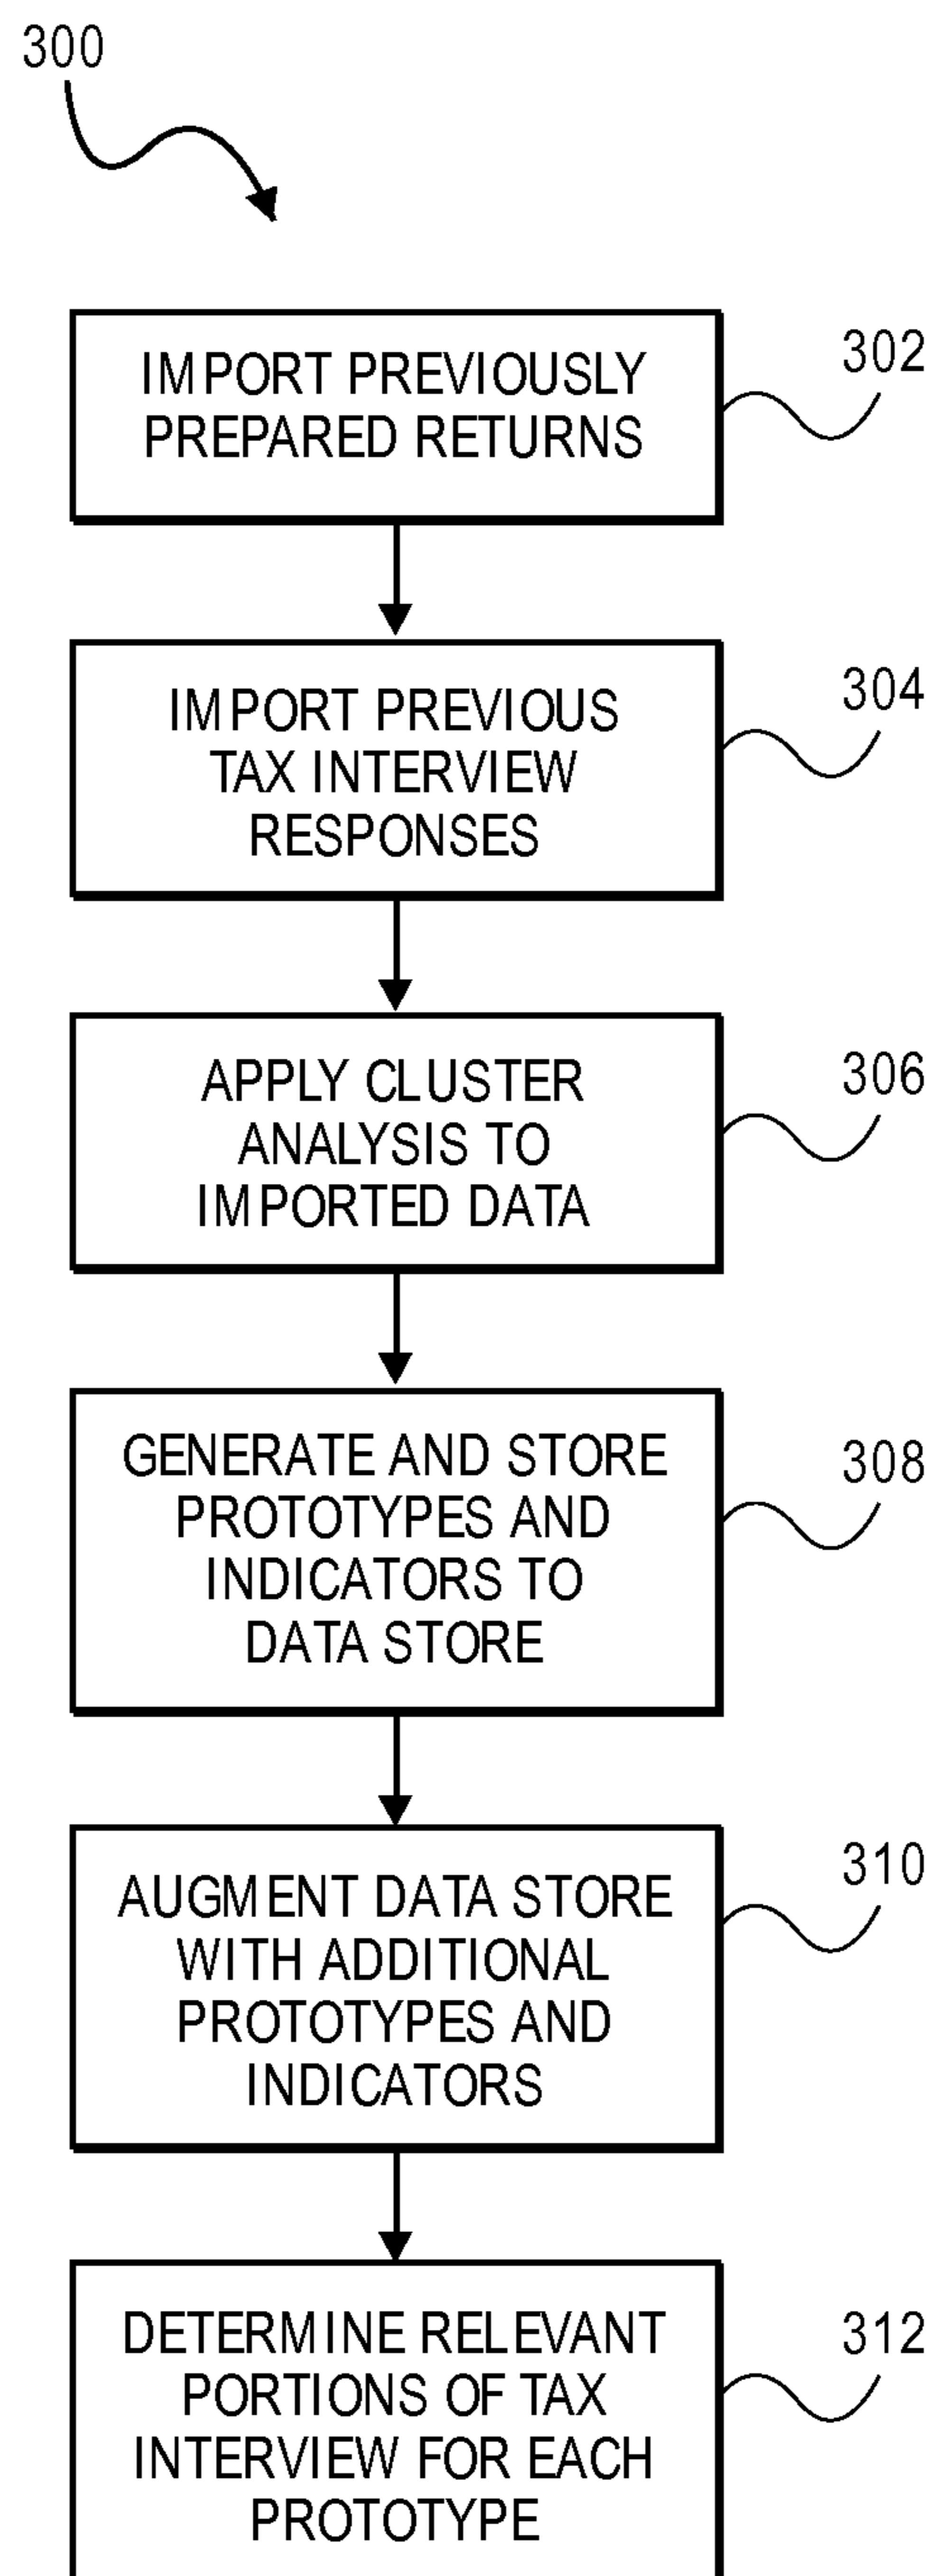 300
IMPORT PREVIOUSLY
PREPARED RETURNS
302
IMPORT PREVIOUS
TAX INTERVIEW
RESPONSES
304
APPLY CLUSTER
ANALYSIS TO
IMPORTED DATA
306
GENERATE AND STORE
PROTOTYPES AND
INDICATORS TO
DATA STORE
308
AUGMENT DATA STORE
WITH ADDITIONAL
PROTOTYPES AND
INDICATORS
310
DETERMINE RELEVANT
PORTIONS OF TAX
INTERVIEW FOR EACH
PROTOTYPE
312